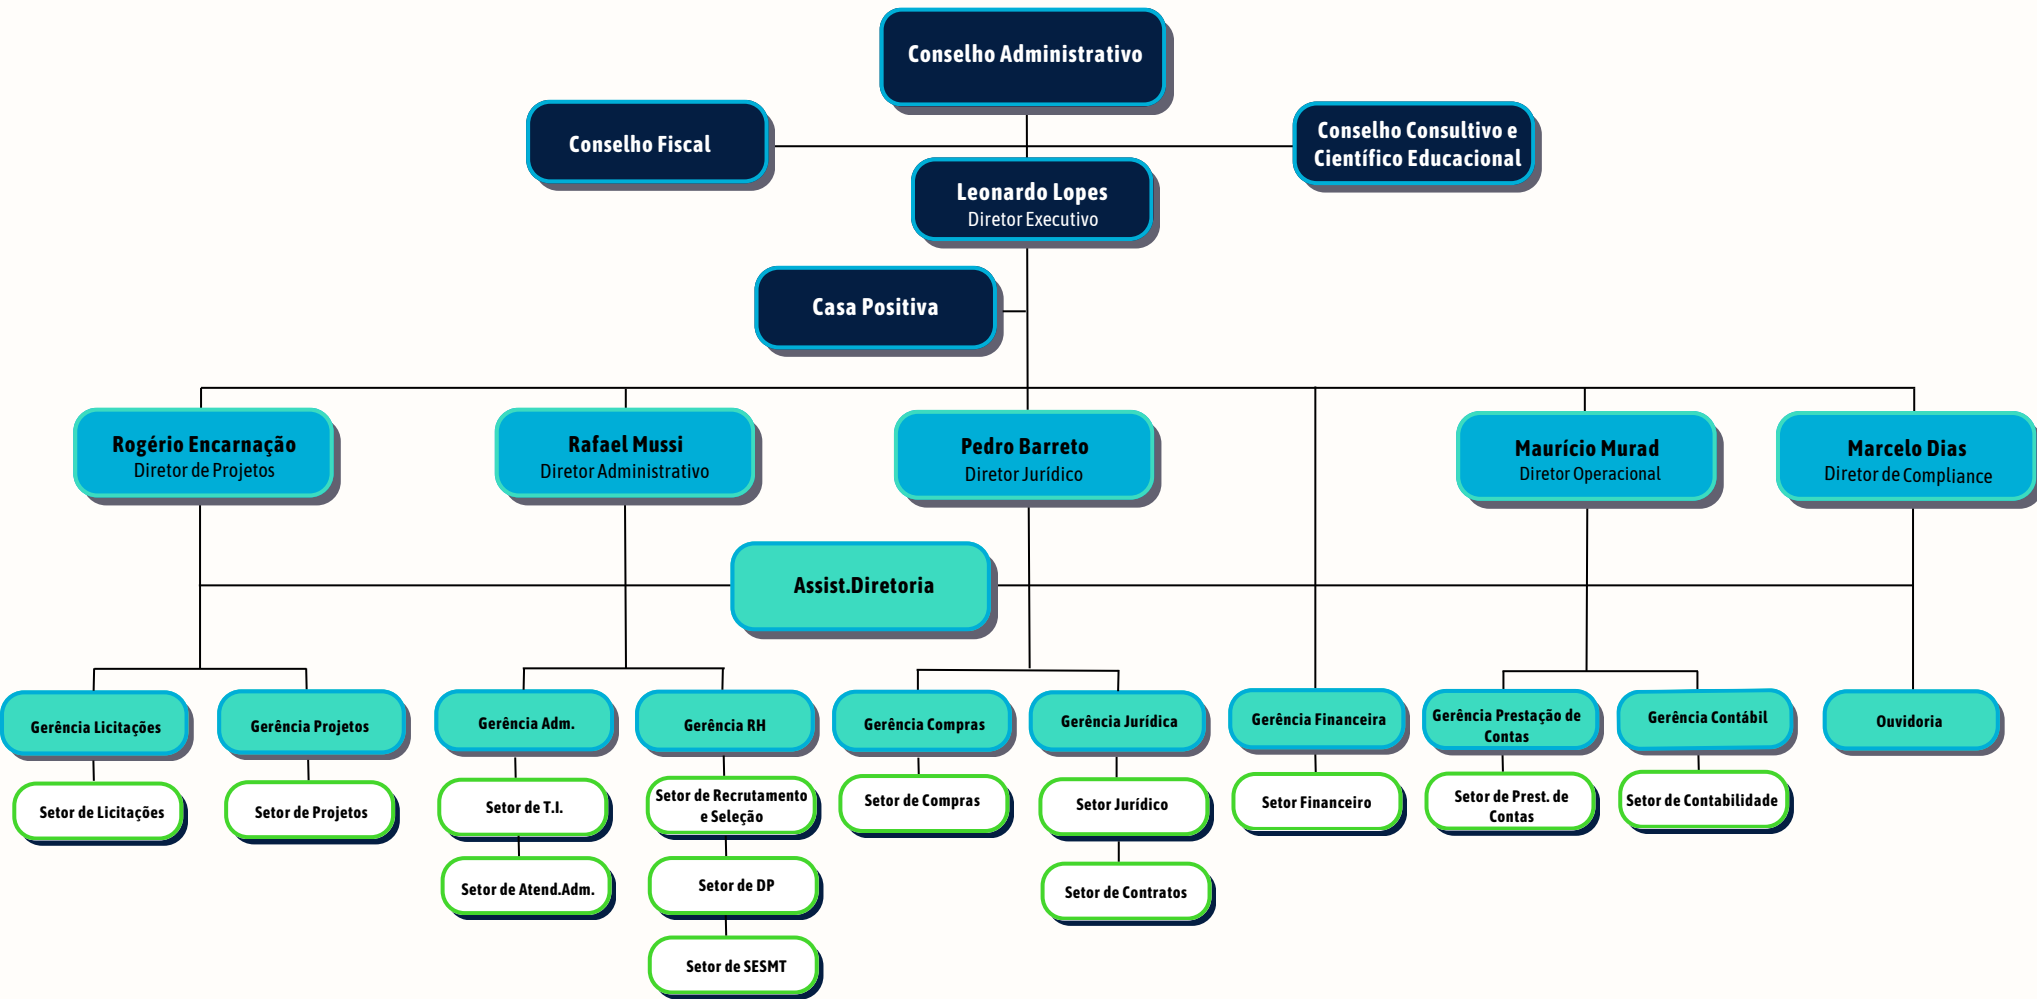 Conselho Administrativo
Conselho Fiscal
Conselho Consultivo e
Científico Educacional
Leonardo Lopes
Diretor Executivo
Casa Positiva
Rogério Encarnação
Diretor de Projetos
Rafael Mussi
Diretor Administrativo
Pedro Barreto
Diretor Jurídico
Maurício Murad
Diretor Operacional
Marcelo Dias
Diretor de Compliance
Assist.Diretoria
Gerência Licitações
Gerência Projetos
Gerência Adm.
Gerência RH
Gerência Compras
Gerência Jurídica
Gerência Financeira
Gerência Prestação de
Contas
Gerência Contábil
Ouvidoria
Setor de Licitações
Setor de Projetos
Setor de T.I.
Setor de Recrutamento
e Seleção
Setor de Compras
Setor Jurídico
Setor Financeiro
Setor de Prest. de
Contas
Setor de Contabilidade
Setor de Atend.Adm.
Setor de DP
Setor de Contratos
Setor de SESMT